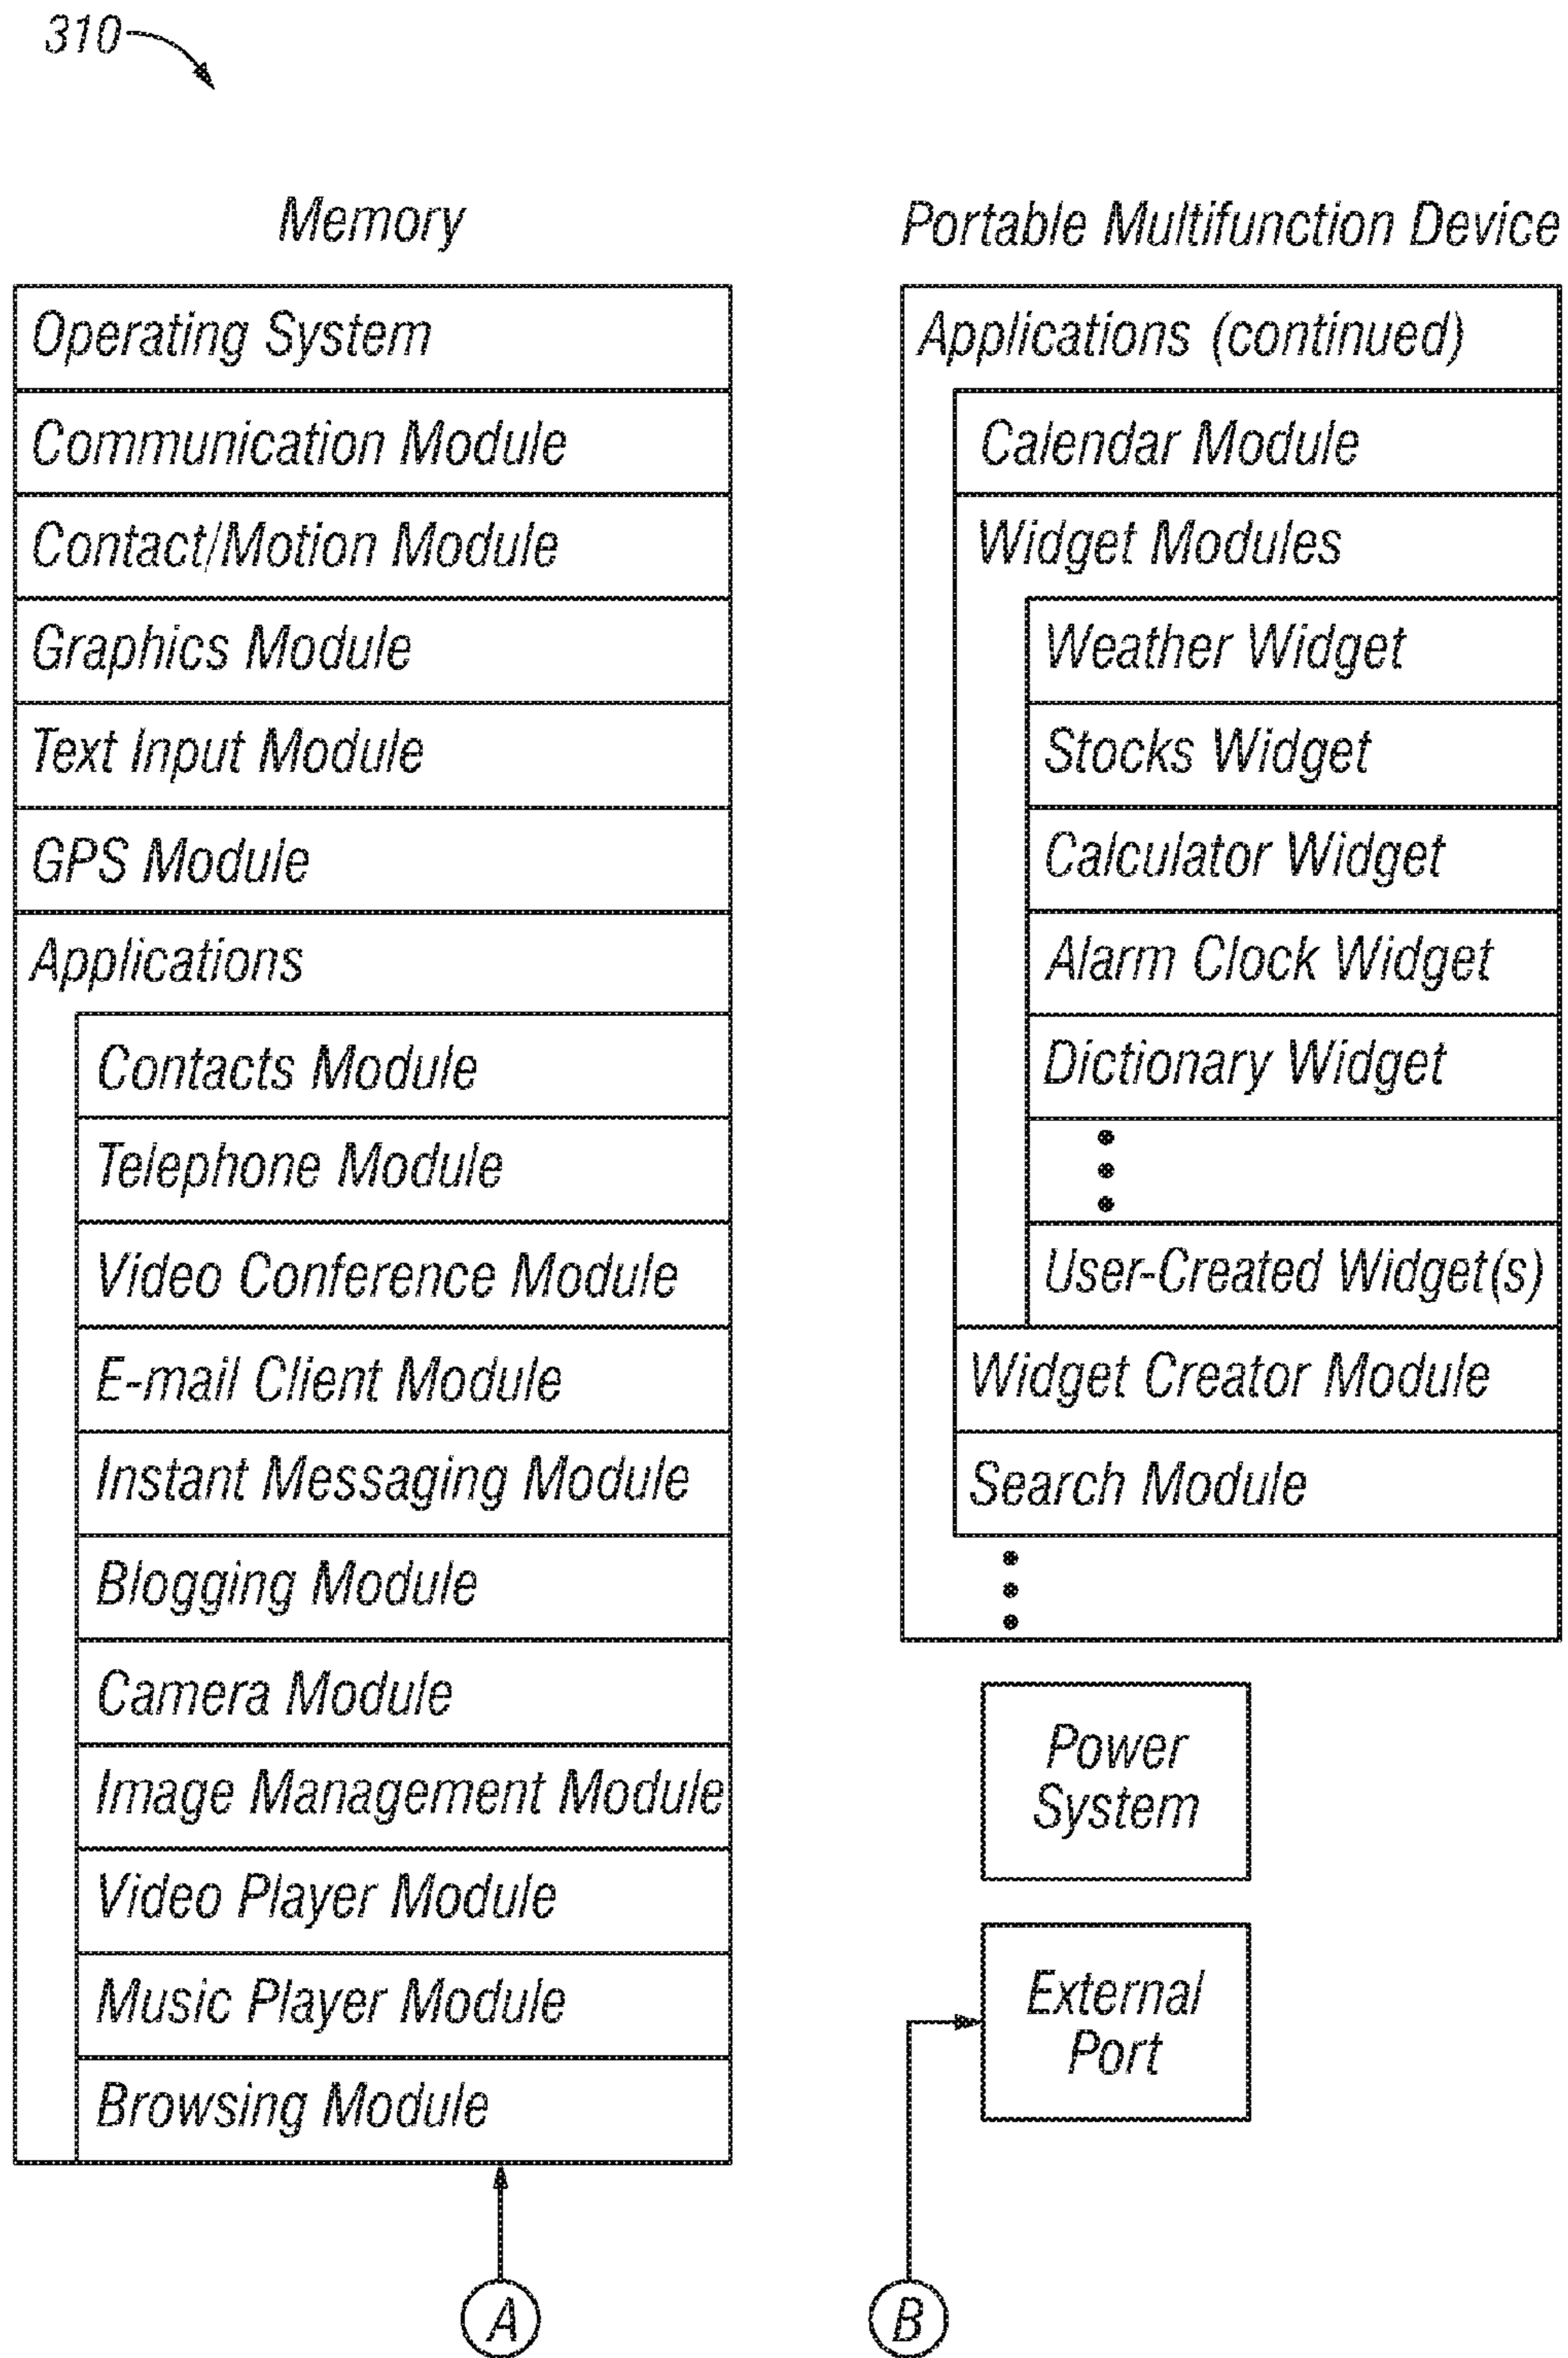 310
Memory
Operating System
Communication Module
Contact/Motion Module
Graphics Module
Text Input Module
GPS Module
Applications
Contacts Module
Telephone Module
Video Conference Module
E-mail Client Module
Instant Messaging Module
Blogging Module
Camera Module
Image Management Module
Video Player Module
Music Player Module
Browsing Module
A
Portable Multifunction Device
Applications (continued)
Calendar Module
Widget Modules
Weather Widget
Stocks Widget
Calculator Widget
Alarm Clock Widget
Dictionary Widget
User-Created Widget(s)
Widget Creator Module
Search Module
Power
System
External
Port
B